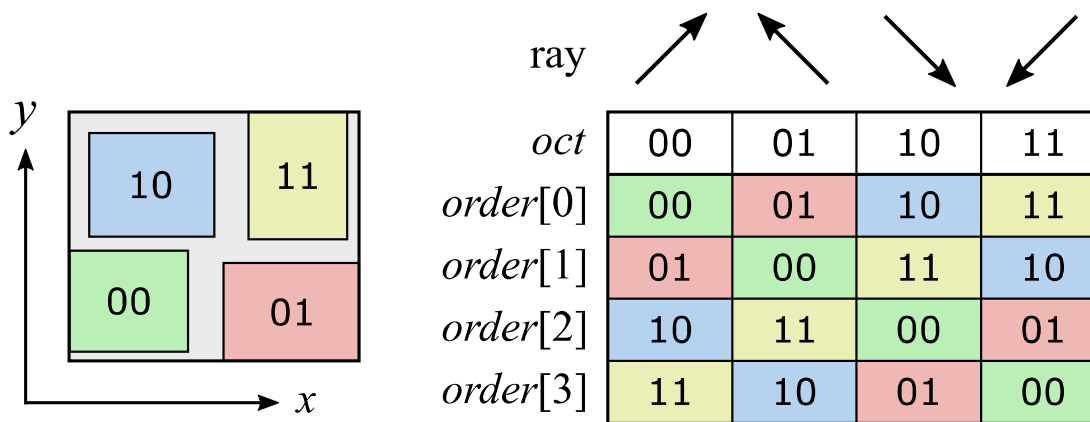 y
10
11
00
01
x
ray
oct 00 01 10 11
order[0] 00 01 10 11
order[1] 01 00 11 10
order[2] 10 11 00 01
order[3] 11 10 01 00